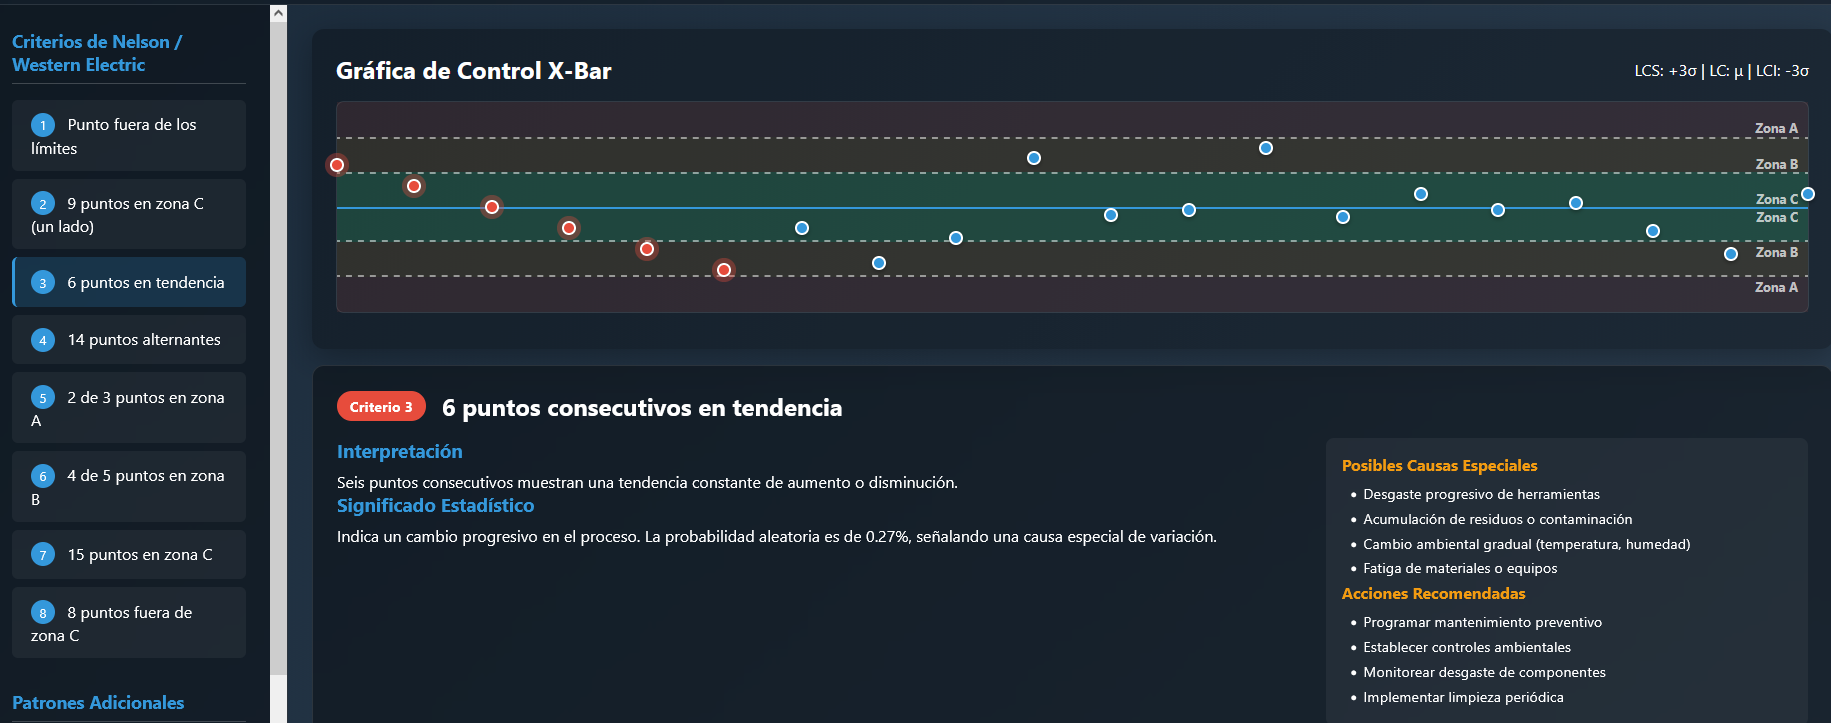 Criterios de Nelson /
Western Electric
1 Punto fuera de los
límites
2 9 puntos en zona C
(un lado)
3 6 puntos en tendencia
4 14 puntos alternantes
5 2 de 3 puntos en zona
A
6 4 de 5 puntos en zona
B
7 15 puntos en zona C
8 8 puntos fuera de
zona C
Patrones Adicionales
Gráfica de Control X-Bar
LCS: +3σ | LC: μ | LCI: -3σ
Zona A
Zona B
Zona C
Zona C
Zona B
Zona A
Criterio 3 6 puntos consecutivos en tendencia
Interpretación
Seis puntos consecutivos muestran una tendencia constante de aumento o disminución.
Significado Estadístico
Indica un cambio progresivo en el proceso. La probabilidad aleatoria es de 0.27%, señalando una causa especial de variación.
Posibles Causas Especiales
• Desgaste progresivo de herramientas
• Acumulación de residuos o contaminación
• Cambio ambiental gradual (temperatura, humedad)
• Fatiga de materiales o equipos
Acciones Recomendadas
• Programar mantenimiento preventivo
• Establecer controles ambientales
• Monitorear desgaste de componentes
• Implementar limpieza periódica